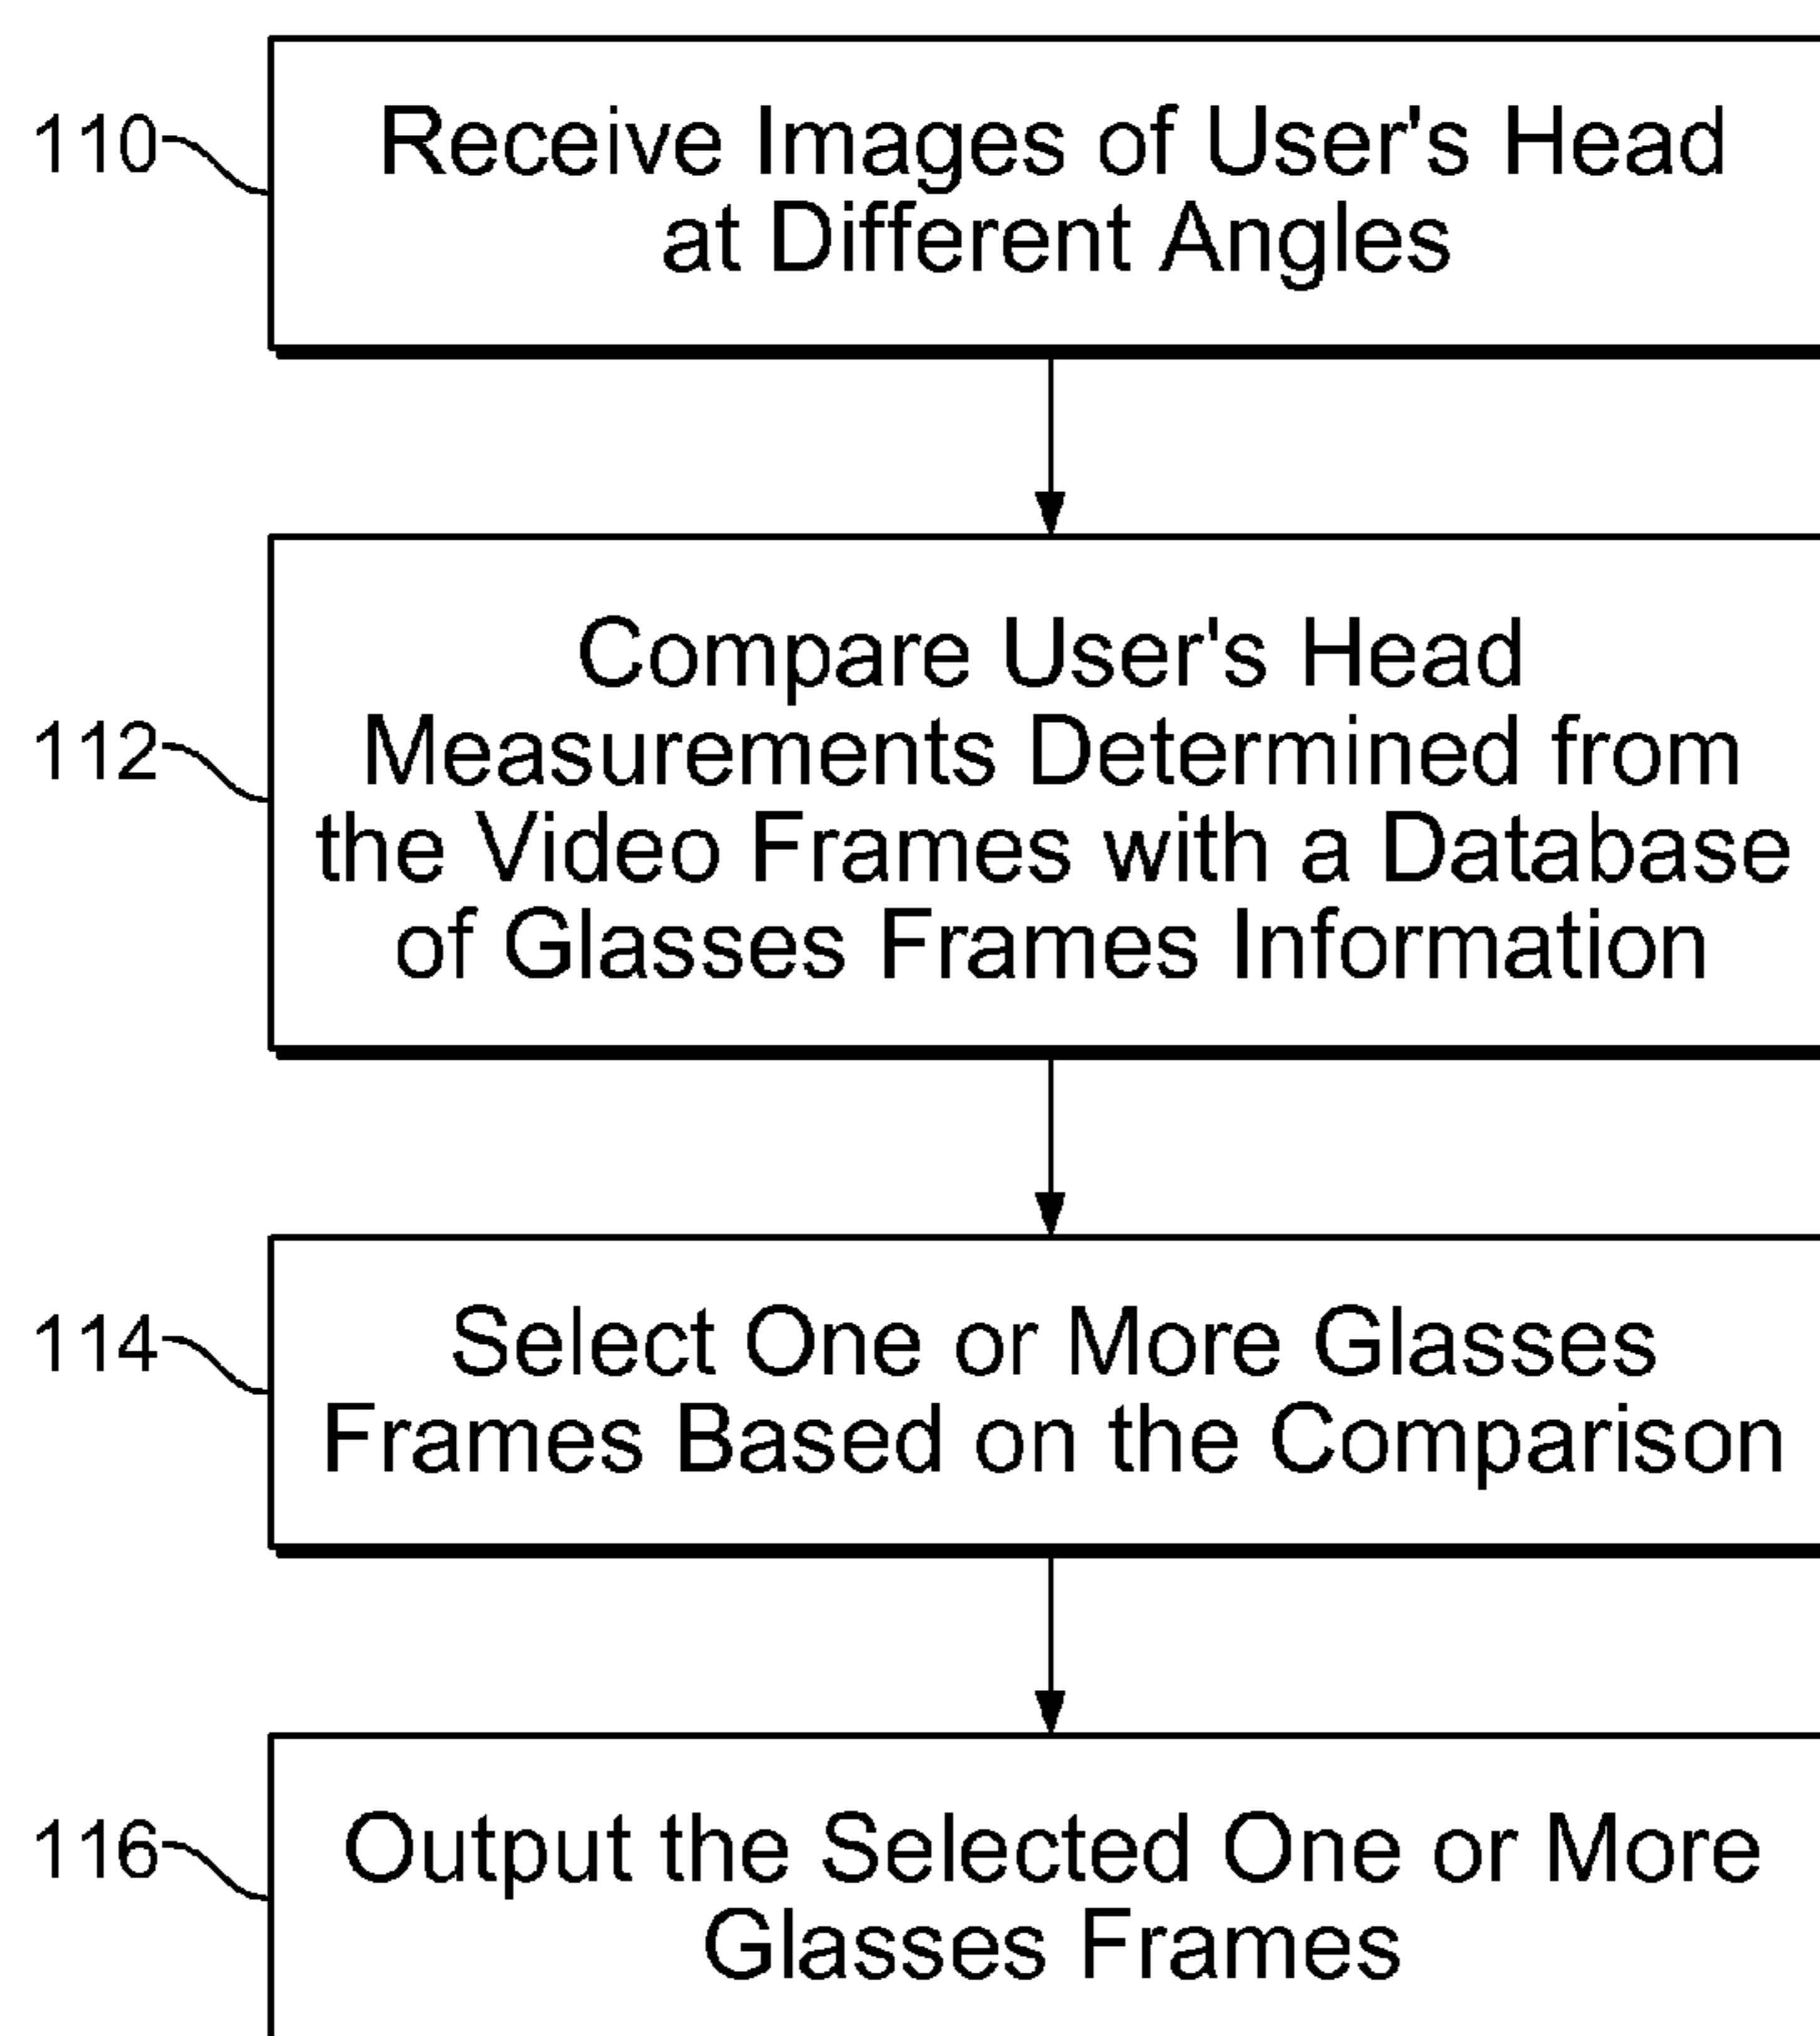 110
Receive Images of User's Head
at Different Angles
112
Compare User's Head
Measurements Determined from
the Video Frames with a Database
of Glasses Frames Information
114
Select One or More Glasses
Frames Based on the Comparison
116
Output the Selected One or More
Glasses Frames